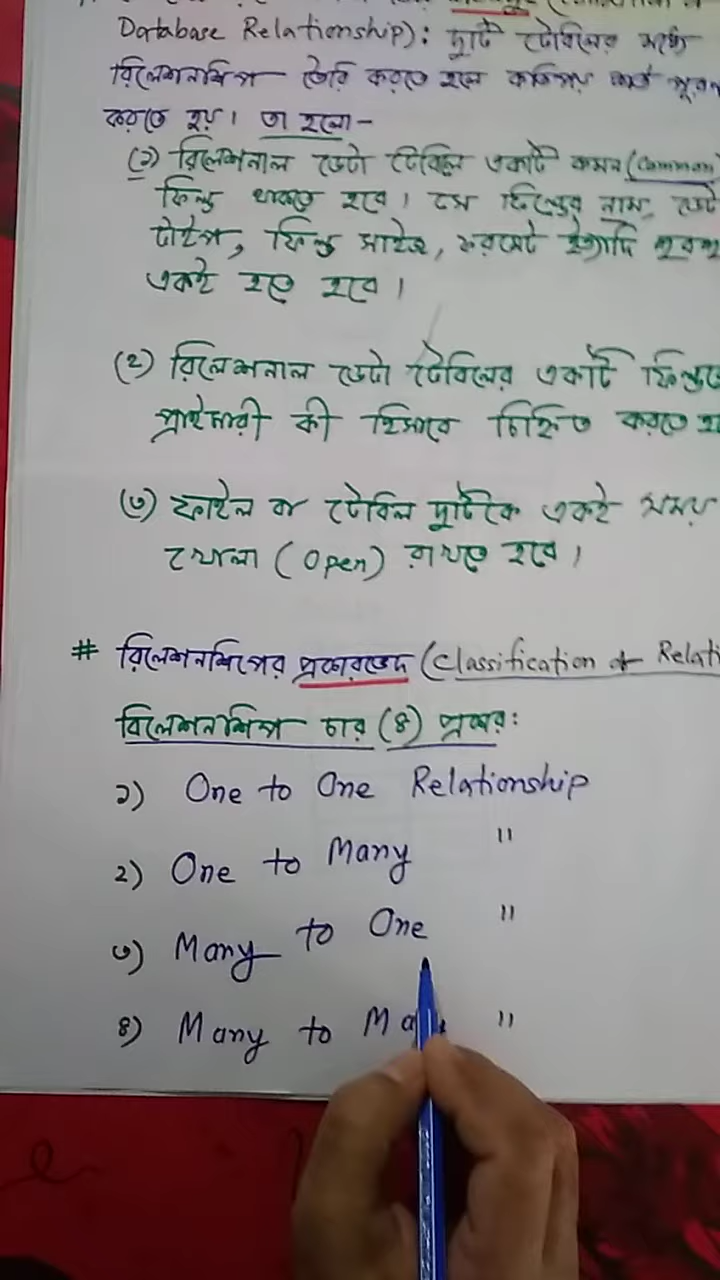 Database Relationship): দুটি টেবিলের মধ্যে
রিলেশনশিপ তৈরি করতে হলে কতিপয় শর্ত পূরণ
করতে হয়। তা হলো-
(১) রিলেশনাল ডেটা টেবিলে একটি কমন (Common)
ফিল্ড থাকতে হবে। সে ফিল্ডের নাম, ডেটা
টাইপ, ফিল্ড সাইজ, ফরমেট ইত্যাদি হুবহু
একই হতে হবে।
(২) রিলেশনাল ডেটা টেবিলের একটি ফিল্ডকে
প্রাইমারী কী হিসাবে চিহ্নিত করতে
(৩) ফাইল বা টেবিল দুটিকে একই সময়
খোলা (Open) রাখতে হবে।
# রিলেশনশিপের প্রকারভেদ (Classification of Relati
রিলেশনশিপ চার (৪) প্রকার:
১) One to One Relationship
২) One to Many "
৩) Many to One "
৪) Many to Ma "